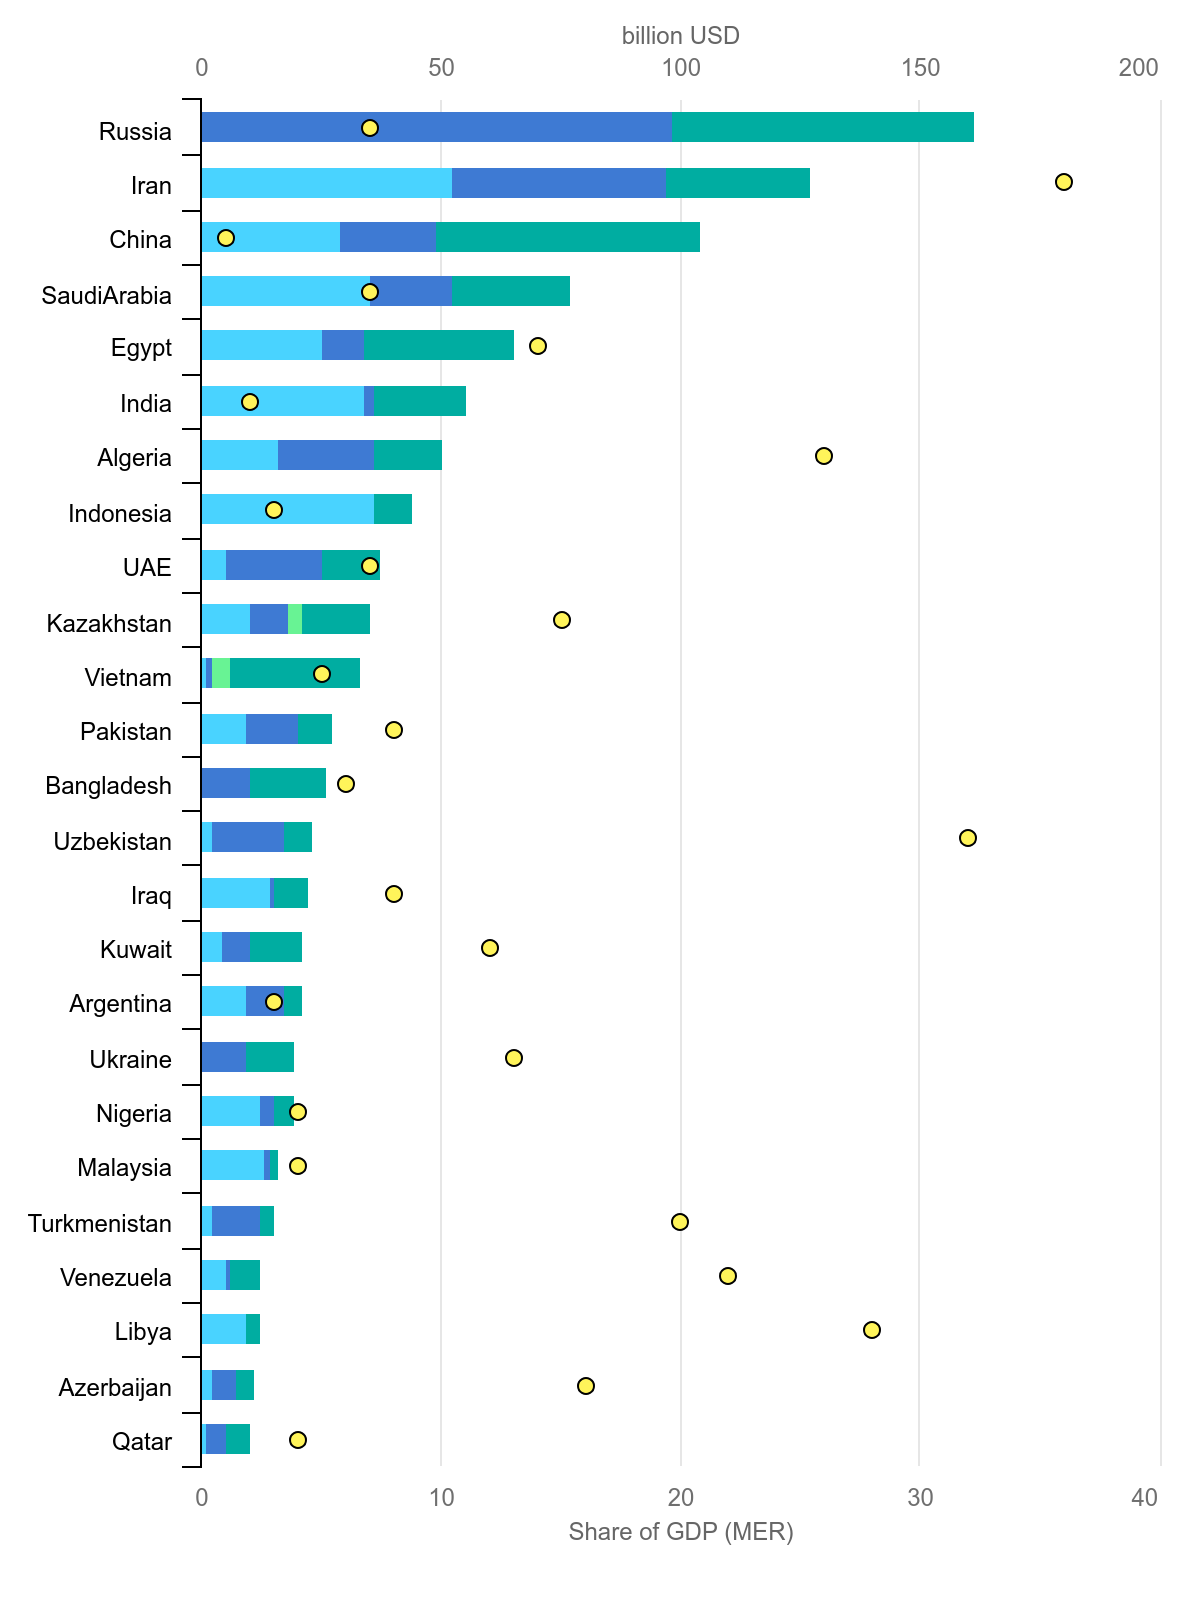 billion USD
0 50 100 150 200
Russia
Iran
China
SaudiArabia
Egypt
India
Algeria
Indonesia
UAE
Kazakhstan
Vietnam
Pakistan
Bangladesh
Uzbekistan
Iraq
Kuwait
Argentina
Ukraine
Nigeria
Malaysia
Turkmenistan
Venezuela
Libya
Azerbaijan
Qatar
0 10 20 30 40
Share of GDP (MER)